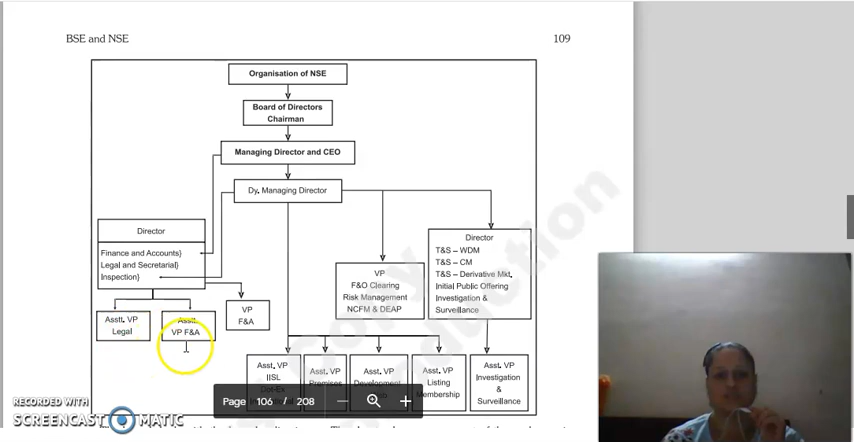 BSE and NSE 109
Organisation of NSE
Board of Directors
Chairman
Managing Director and CEO
Dy. Managing Director
Director
Finance and Accounts}
Legal and Secretarial}
Inspection}
Director
T&S – WDM
T&S – CM
T&S – Derivative Mkt,
Initial Public Offering
Investigation &
Surveillance
VP
F&O Clearing
Risk Management
NCFM & DEAP
VP
F&A
Asstt. VP
Legal
Asstt.
VP F&A
Asst. VP
IISL
Asst. VP
Premises
Asst. VP
Development
Asst. VP
Listing
Membership
Asst. VP
Investigation
&
Surveillance
Page 106 / 208
RECORDED WITH
SCREENCAST MATIC